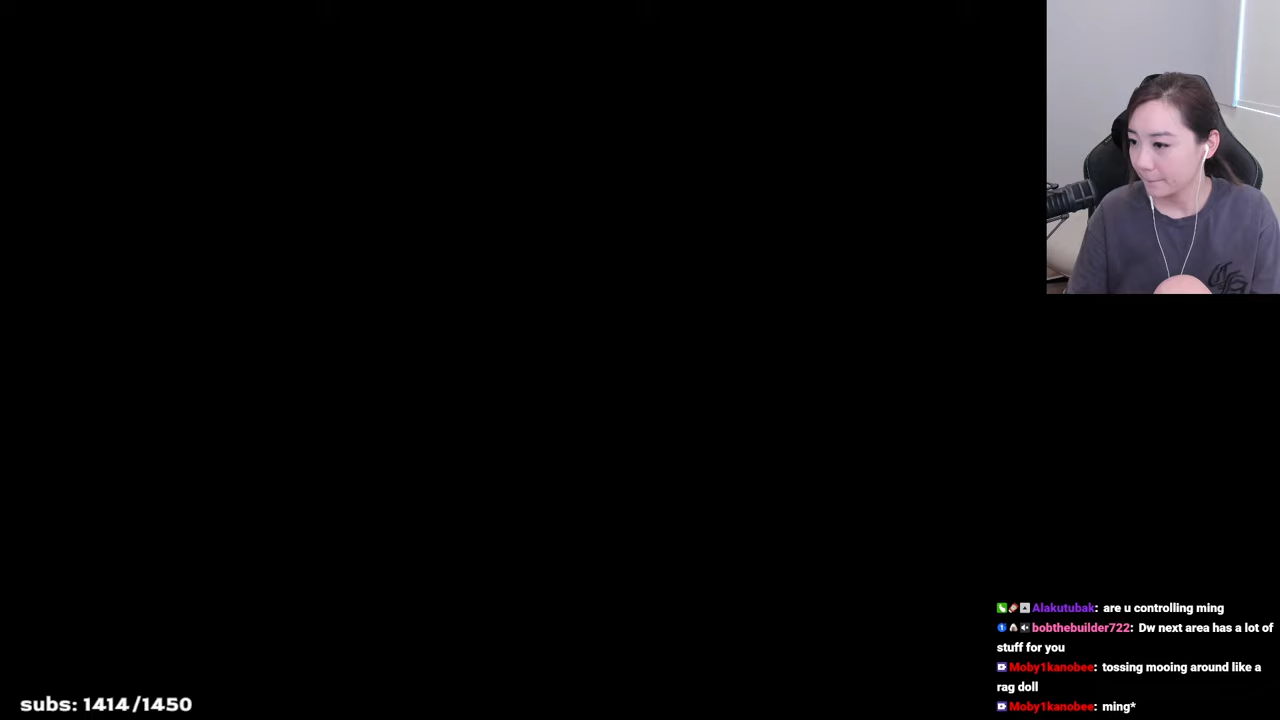 Alakutubak: are u controlling ming
bobthebuilder722: Dw next area has a lot of
stuff for you
Moby1kanobee: tossing mooing around like a
rag doll
Moby1kanobee: ming*
subs: 1414/1450